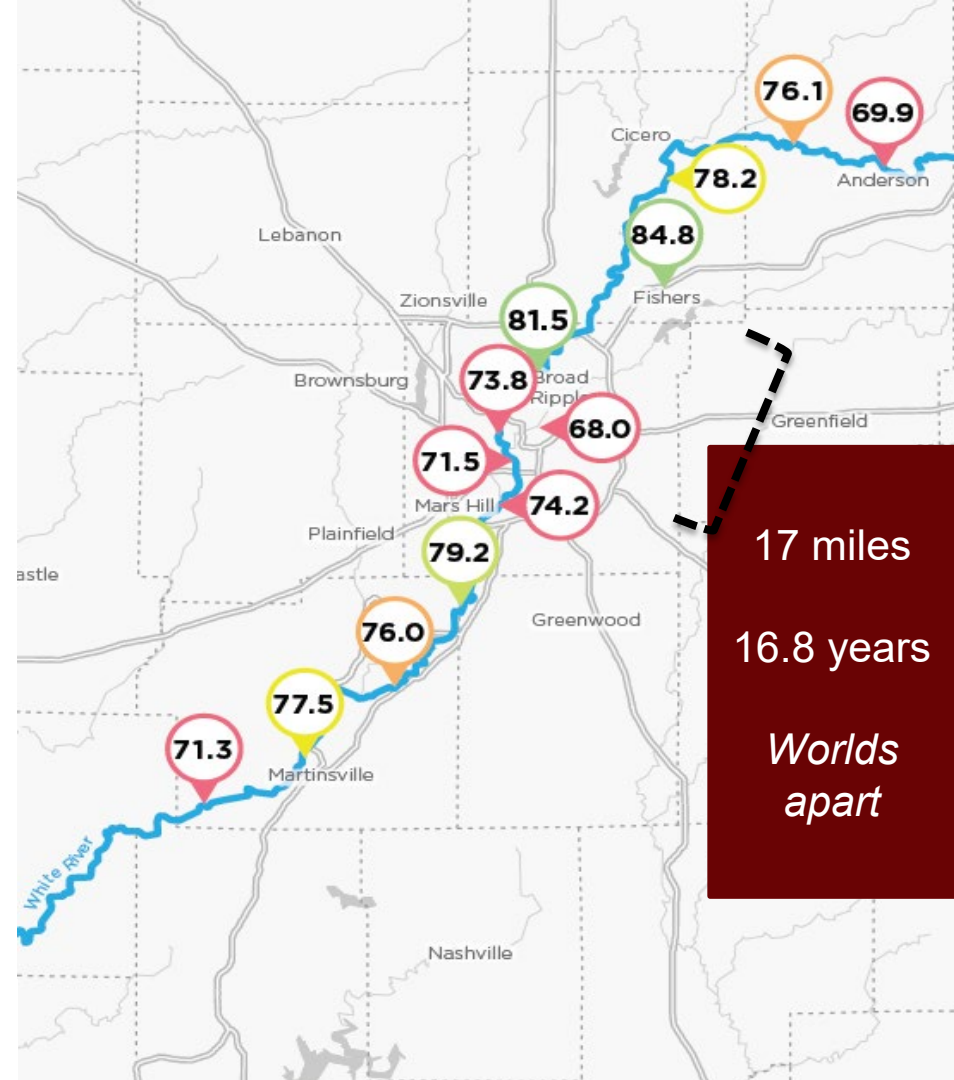 76.1
69.9
Cicero
78.2
Anderson
84.8
Lebanon
Fishers
Zionsville
81.5
Brownsburg
73.8
Broad
Ripple
Greenfield
68.0
71.5
Mars Hill
74.2
Plainfield
79.2
17 miles
astle
Greenwood
76.0
16.8 years
77.5
71.3
Worlds
apart
Martinsville
White River
Nashville